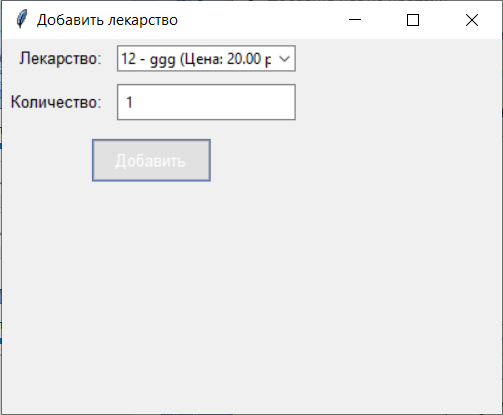 Добавить лекарство
Лекарство: 12 - ggg (Цена: 20.00 р
Количество: 1
Добавить